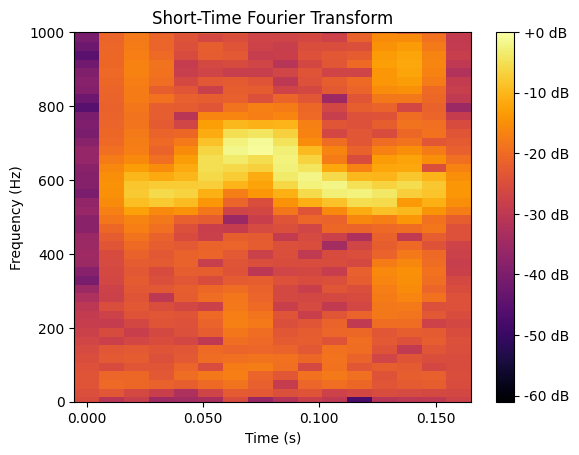 Short-Time Fourier Transform
1000
800
600
400
200
0
Frequency (Hz)
0.000
0.050
0.100
0.150
Time (s)
+0 dB
-10 dB
-20 dB
-30 dB
-40 dB
-50 dB
-60 dB